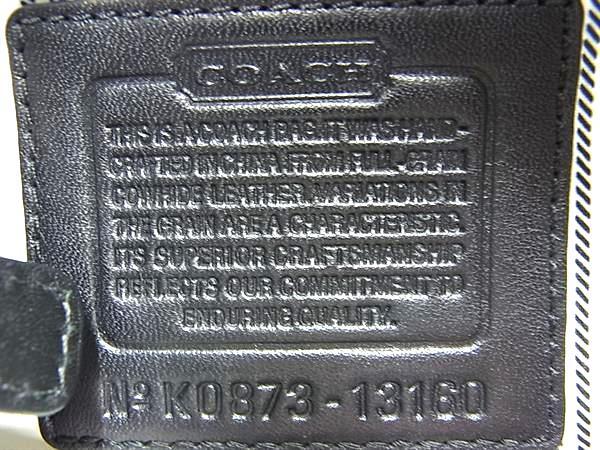 COACH
THIS IS A COACH BAG. IT WAS HAND-
CRAFTED IN CHINA FROM FULL-GRAIN
COWHIDE LEATHER. VARIATIONS IN
THE GRAIN ARE A CHARACTERISTIC.
ITS SUPERIOR CRAFTSMANSHIP
REFLECTS OUR COMMITMENT TO
ENDURING QUALITY.
Nº K0873-13160